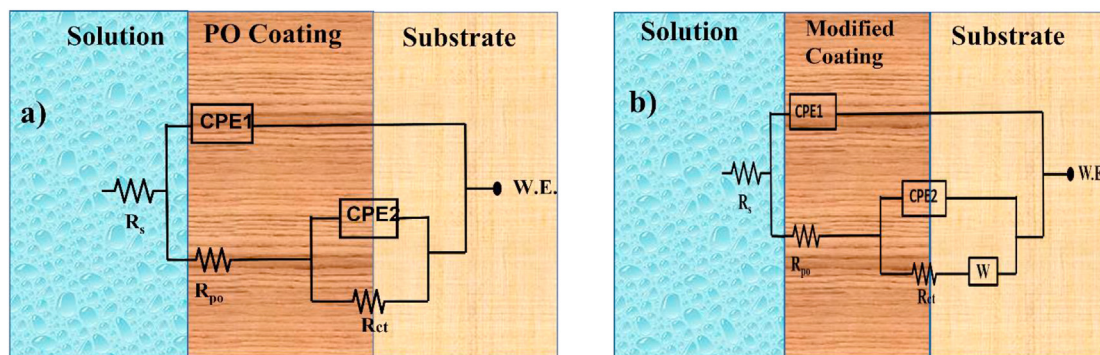 Solution PO Coating Substrate
a)
CPE1
W.E.
Rs
CPE2
Rpo
Rct
Solution Modified Coating Substrate
b)
CPE1
W.E.
Rs
CPE2
Rpo
Rct W